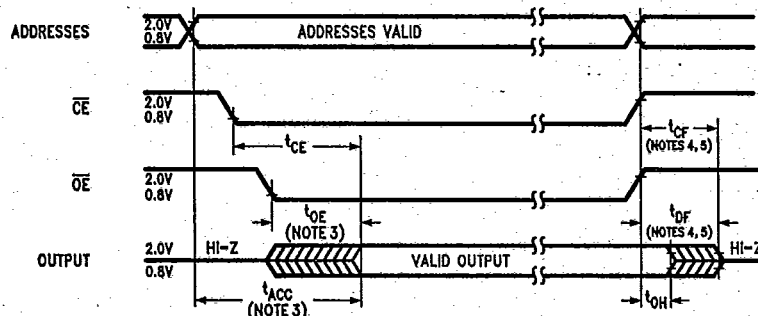 ADDRESSES
2.0V
0.8V
ADDRESSES VALID
CE
2.0V
0.8V
tCE
tCF
(NOTES 4, 5)
OE
2.0V
0.8V
tOE
(NOTE 3)
tDF
(NOTES 4, 5)
OUTPUT
2.0V
0.8V
HI-Z
VALID OUTPUT
HI-Z
tACC
(NOTE 3)
tOH